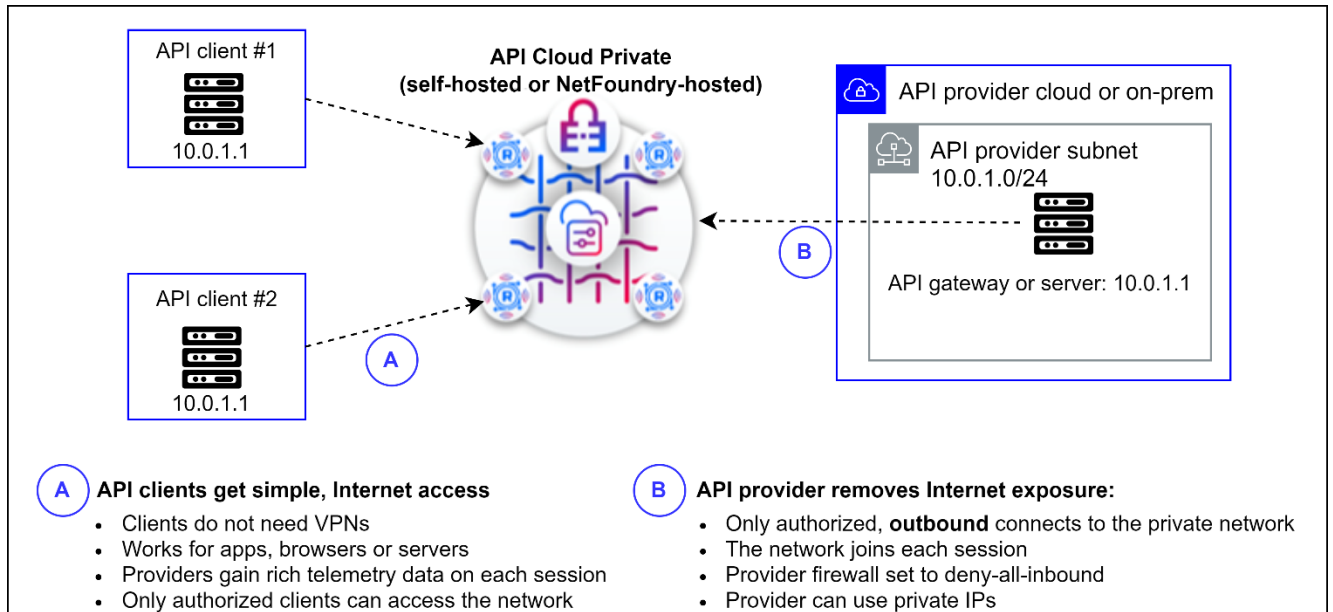 API client #1
10.0.1.1
API Cloud Private
(self-hosted or NetFoundry-hosted)
R
R
R
R
API provider cloud or on-prem
API provider subnet
10.0.1.0/24
API gateway or server: 10.0.1.1
B
API client #2
10.0.1.1
A
A API clients get simple, Internet access
• Clients do not need VPNs
• Works for apps, browsers or servers
• Providers gain rich telemetry data on each session
• Only authorized clients can access the network
B API provider removes Internet exposure:
• Only authorized, outbound connects to the private network
• The network joins each session
• Provider firewall set to deny-all-inbound
• Provider can use private IPs